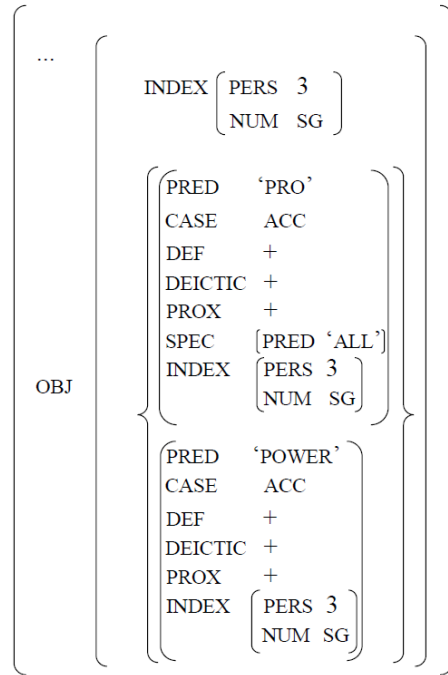 ...
INDEX PERS 3
NUM SG
PRED ‘PRO’
CASE ACC
DEF +
DEICTIC +
PROX +
SPEC [PRED ‘ALL’]
INDEX PERS 3
NUM SG
OBJ
PRED ‘POWER’
CASE ACC
DEF +
DEICTIC +
PROX +
INDEX PERS 3
NUM SG